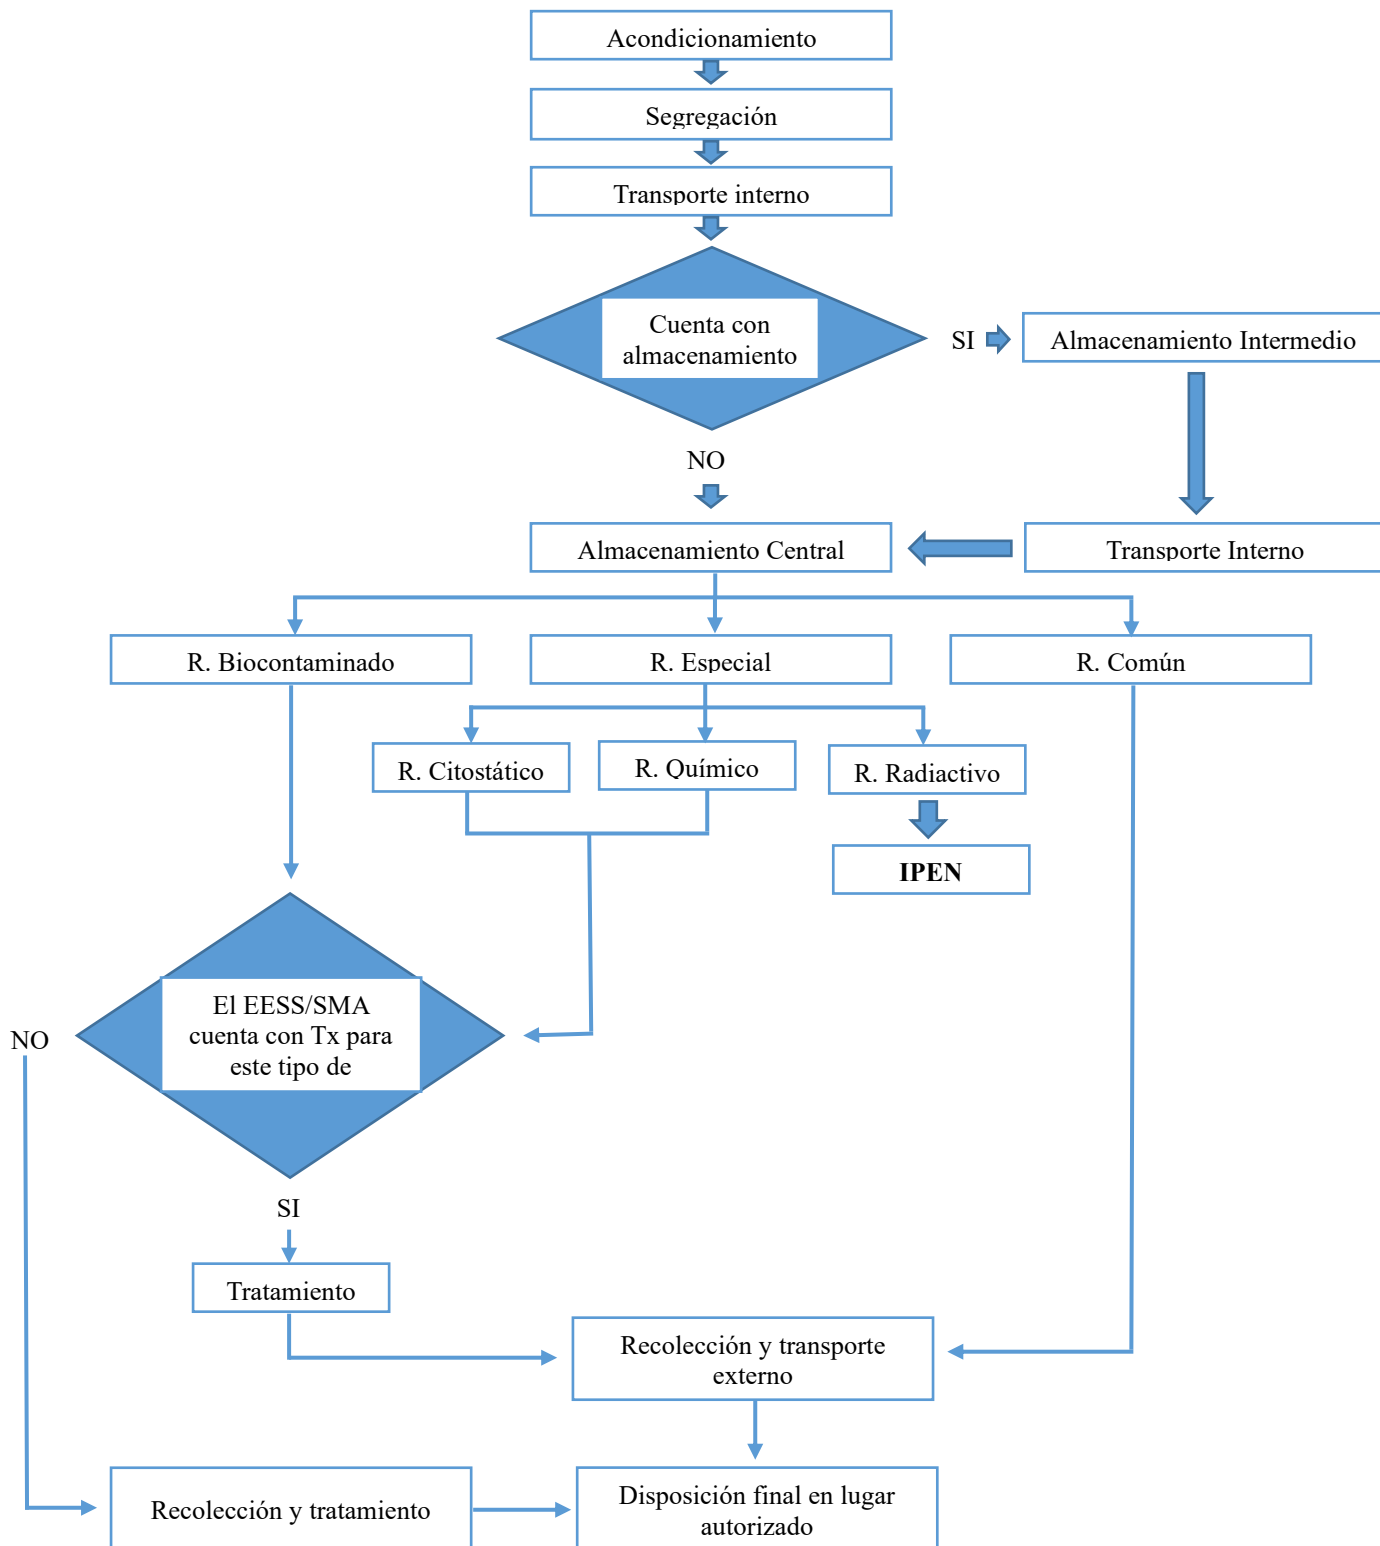 Acondicionamiento
Segregación
Transporte interno
Cuenta con
almacenamiento
SI
Almacenamiento Intermedio
NO
Almacenamiento Central
Transporte Interno
R. Biocontaminado
R. Especial
R. Común
R. Citostático
R. Químico
R. Radiactivo
IPEN
El EESS/SMA
cuenta con Tx para
este tipo de
NO
SI
Tratamiento
Recolección y transporte
externo
Recolección y tratamiento
Disposición final en lugar
autorizado